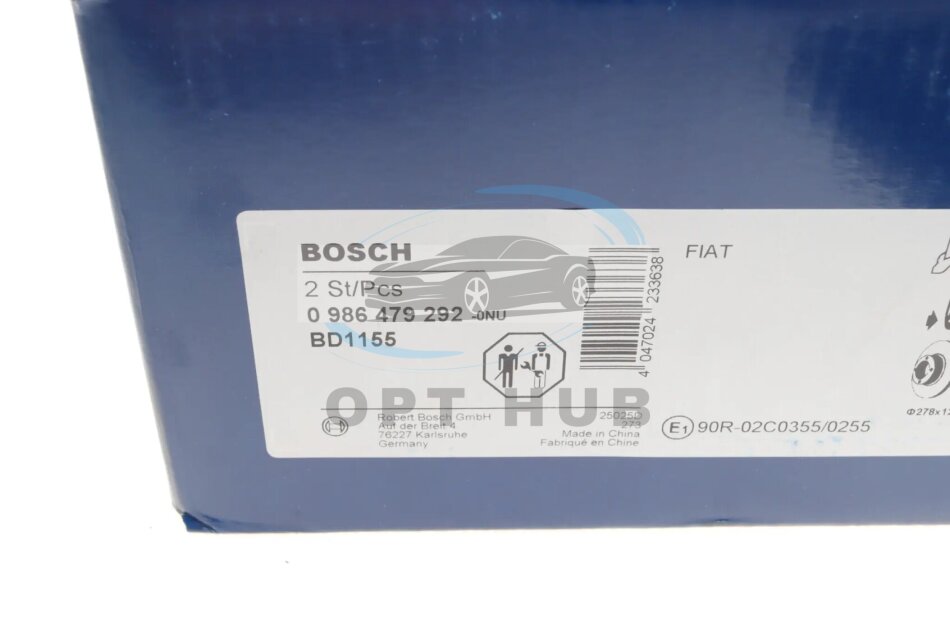 BOSCH
FIAT
2 St/Pcs
0 986 479 292 -0NU
BD1155
4 047024 233638
OPT HUB
Robert Bosch GmbH
Auf der Breit 4
76227 Karlsruhe
Germany
25025D
273
Made in China
Fabriqué en Chine
E1 90R-02C0355/0255
Φ278x12